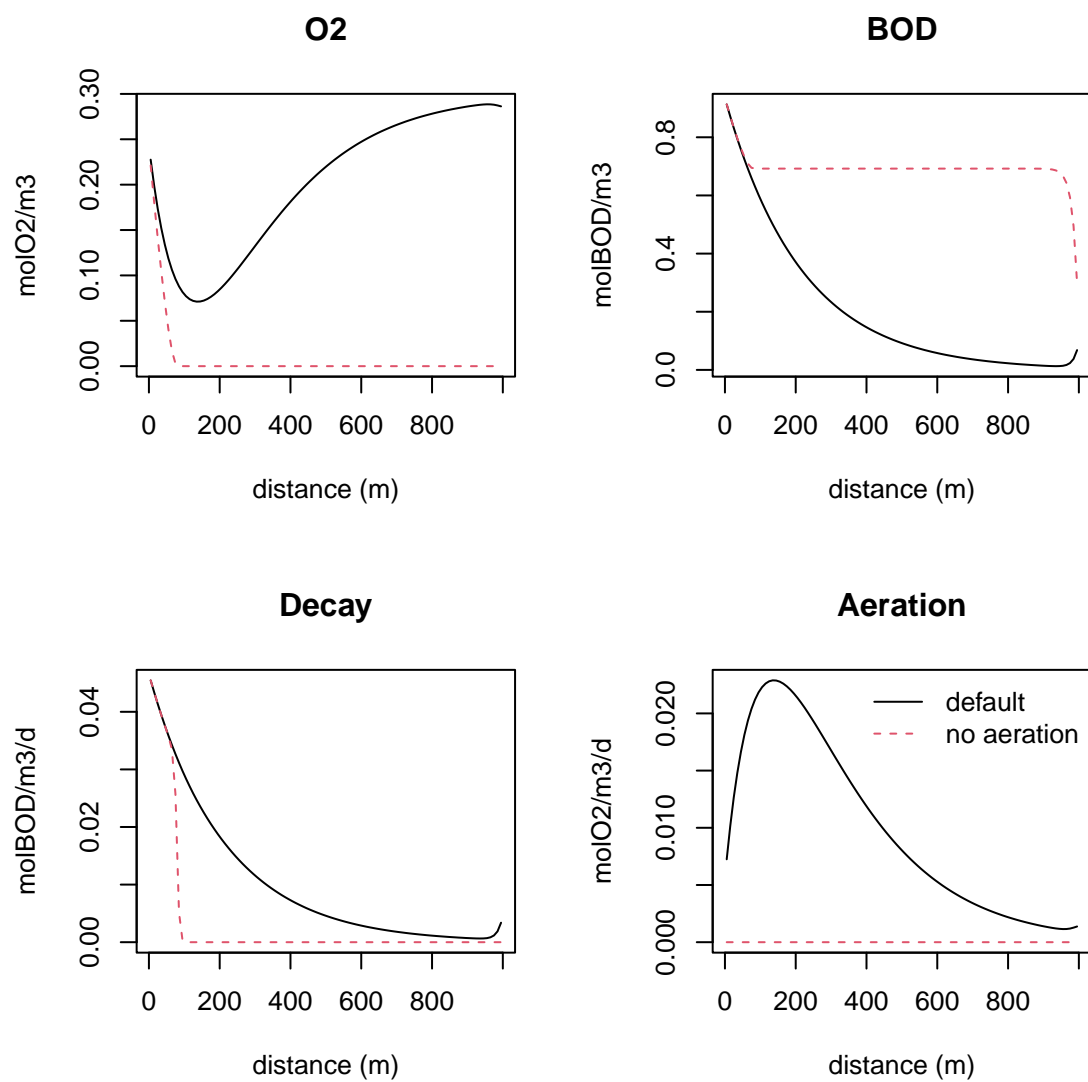 O2
molO2/m3
0.00 0.10 0.20 0.30
0 200 400 600 800
distance (m)
BOD
molBOD/m3
0.0 0.4 0.8
0 200 400 600 800
distance (m)
Decay
molBOD/m3/d
0.00 0.02 0.04
0 200 400 600 800
distance (m)
Aeration
molO2/m3/d
0.000 0.010 0.020
default
no aeration
0 200 400 600 800
distance (m)